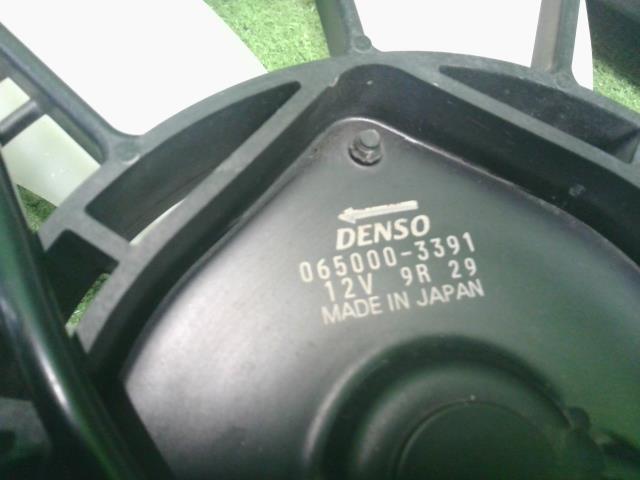 DENSO
065000-3391
12V 9R 29
MADE IN JAPAN